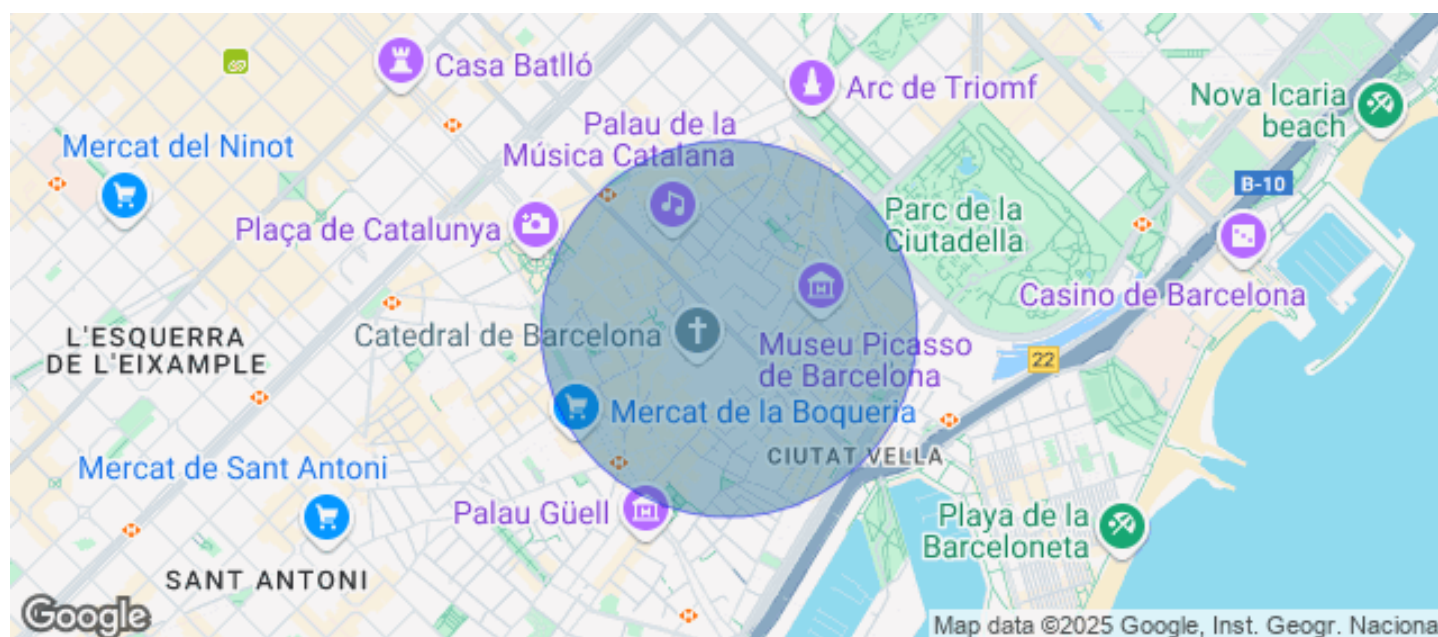 Casa Batlló
Arc de Triomf
Nova Icaria
beach
Mercat del Ninot
Palau de la
Música Catalana
B-10
Plaça de Catalunya
Parc de la
Ciutadella
Casino de Barcelona
L'ESQUERRA
DE L'EIXAMPLE
Catedral de Barcelona
Museu Picasso
de Barcelona
22
Mercat de la Boqueria
CIUTAT VELLA
Mercat de Sant Antoni
Palau Güell
Playa de la
Barceloneta
SANT ANTONI
Google
Map data ©2025 Google, Inst. Geogr. Naciona